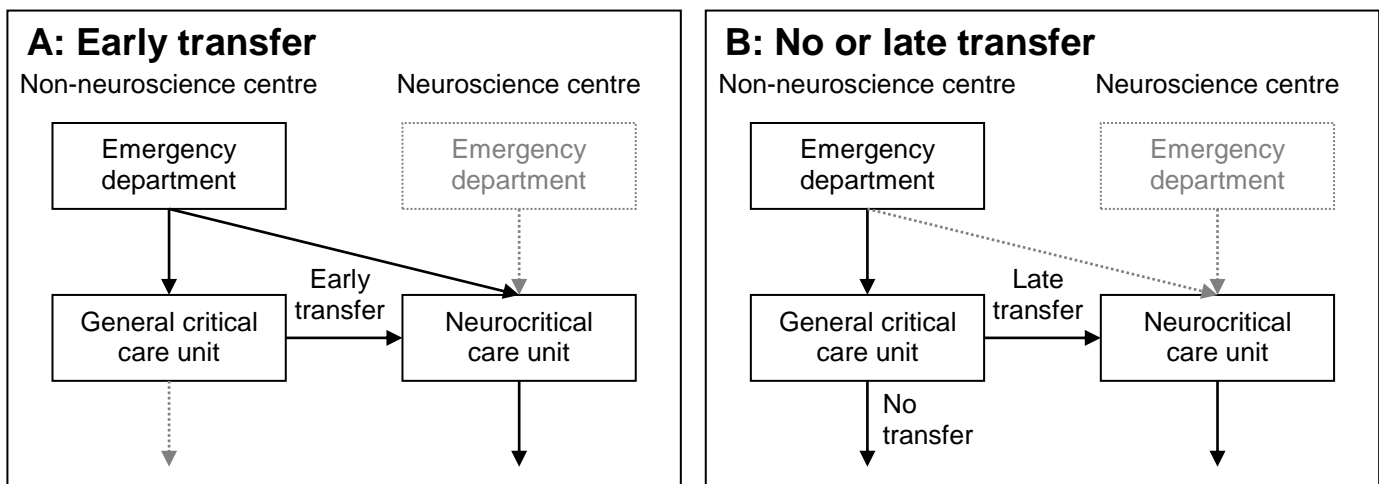 A: Early transfer
Non-neuroscience centre
Neuroscience centre
Emergency
department
Emergency
department
Early
transfer
General critical
care unit
Neurocritical
care unit
B: No or late transfer
Non-neuroscience centre
Neuroscience centre
Emergency
department
Emergency
department
Late
transfer
General critical
care unit
Neurocritical
care unit
No
transfer